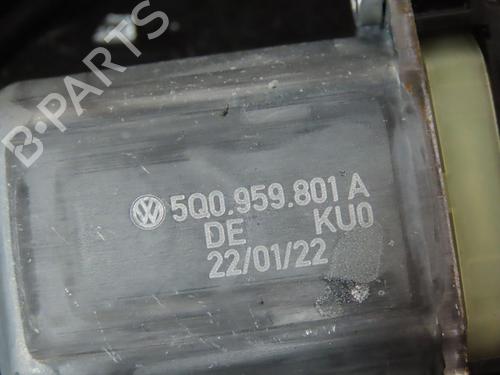 B-PARTS
5Q0.959.801 A
DE KU0
22/01/22